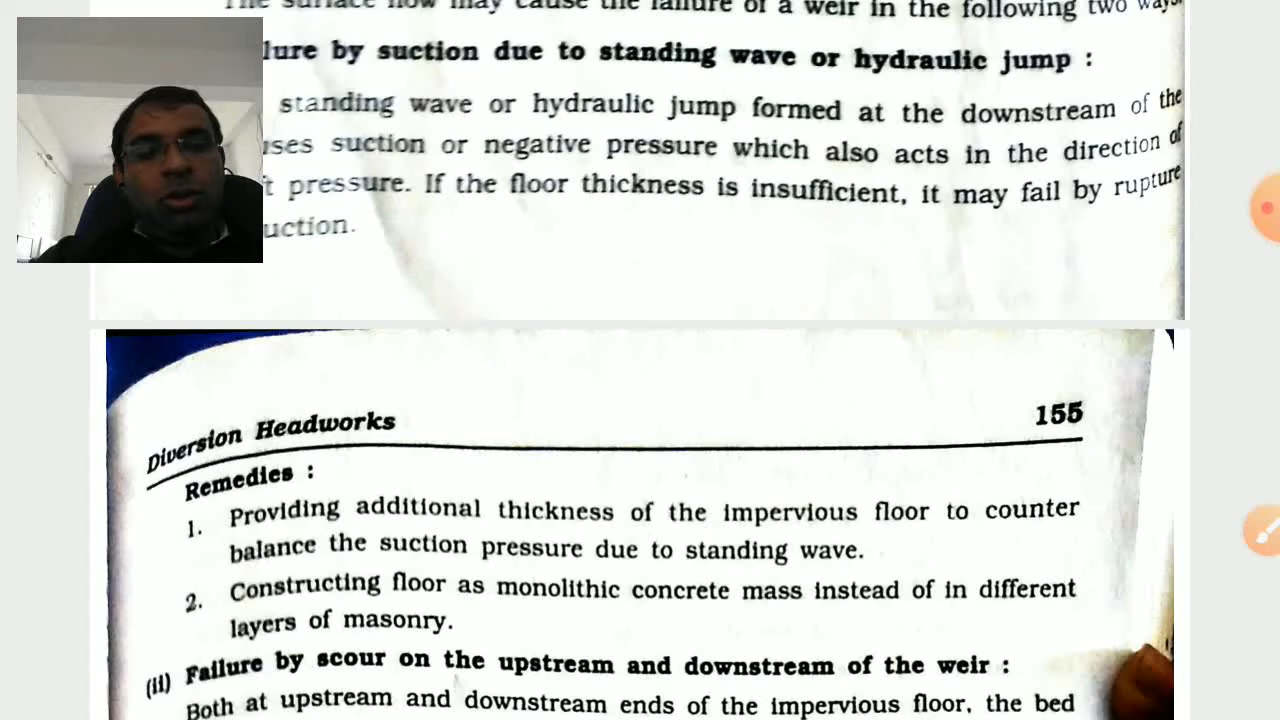 The surface flow may cause the failure of a weir in the following two ways.
lure by suction due to standing wave or hydraulic jump :
standing wave or hydraulic jump formed at the downstream of the
ses suction or negative pressure which also acts in the direction of
t pressure. If the floor thickness is insufficient, it may fail by rupture
uction.
Diversion Headworks
155
Remedies :
1. Providing additional thickness of the impervious floor to counter
balance the suction pressure due to standing wave.
2. Constructing floor as monolithic concrete mass instead of in different
layers of masonry.
(ii) Failure by scour on the upstream and downstream of the weir :
Both at upstream and downstream ends of the impervious floor, the bed